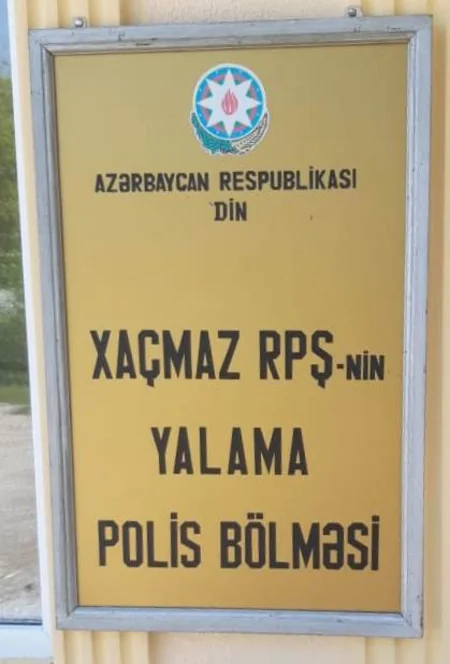 AZƏRBAYCAN RESPUBLİKASI
DİN
XAÇMAZ RPŞ-NİN
YALAMA
POLİS BÖLMƏSİ